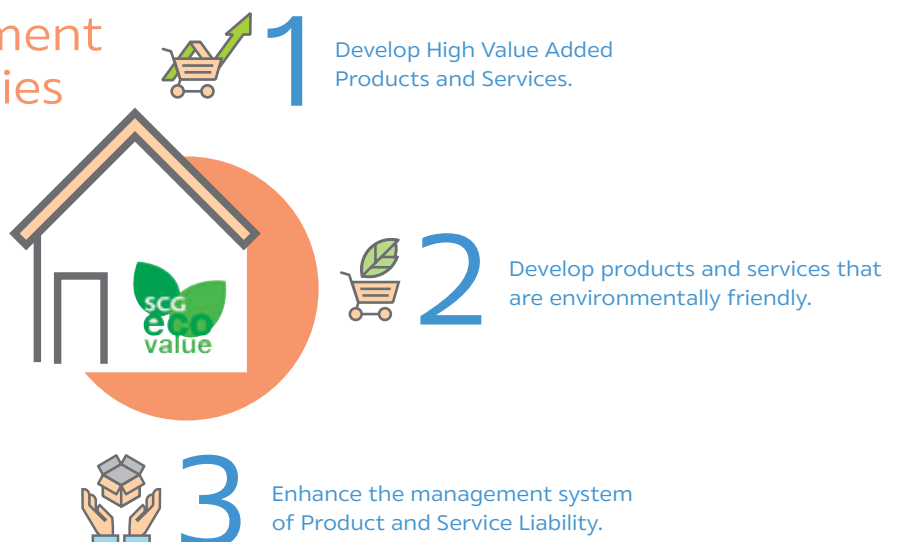 ment
ies
1
Develop High Value Added
Products and Services.
SCG
eco
value
2
Develop products and services that
are environmentally friendly.
3
Enhance the management system
of Product and Service Liability.